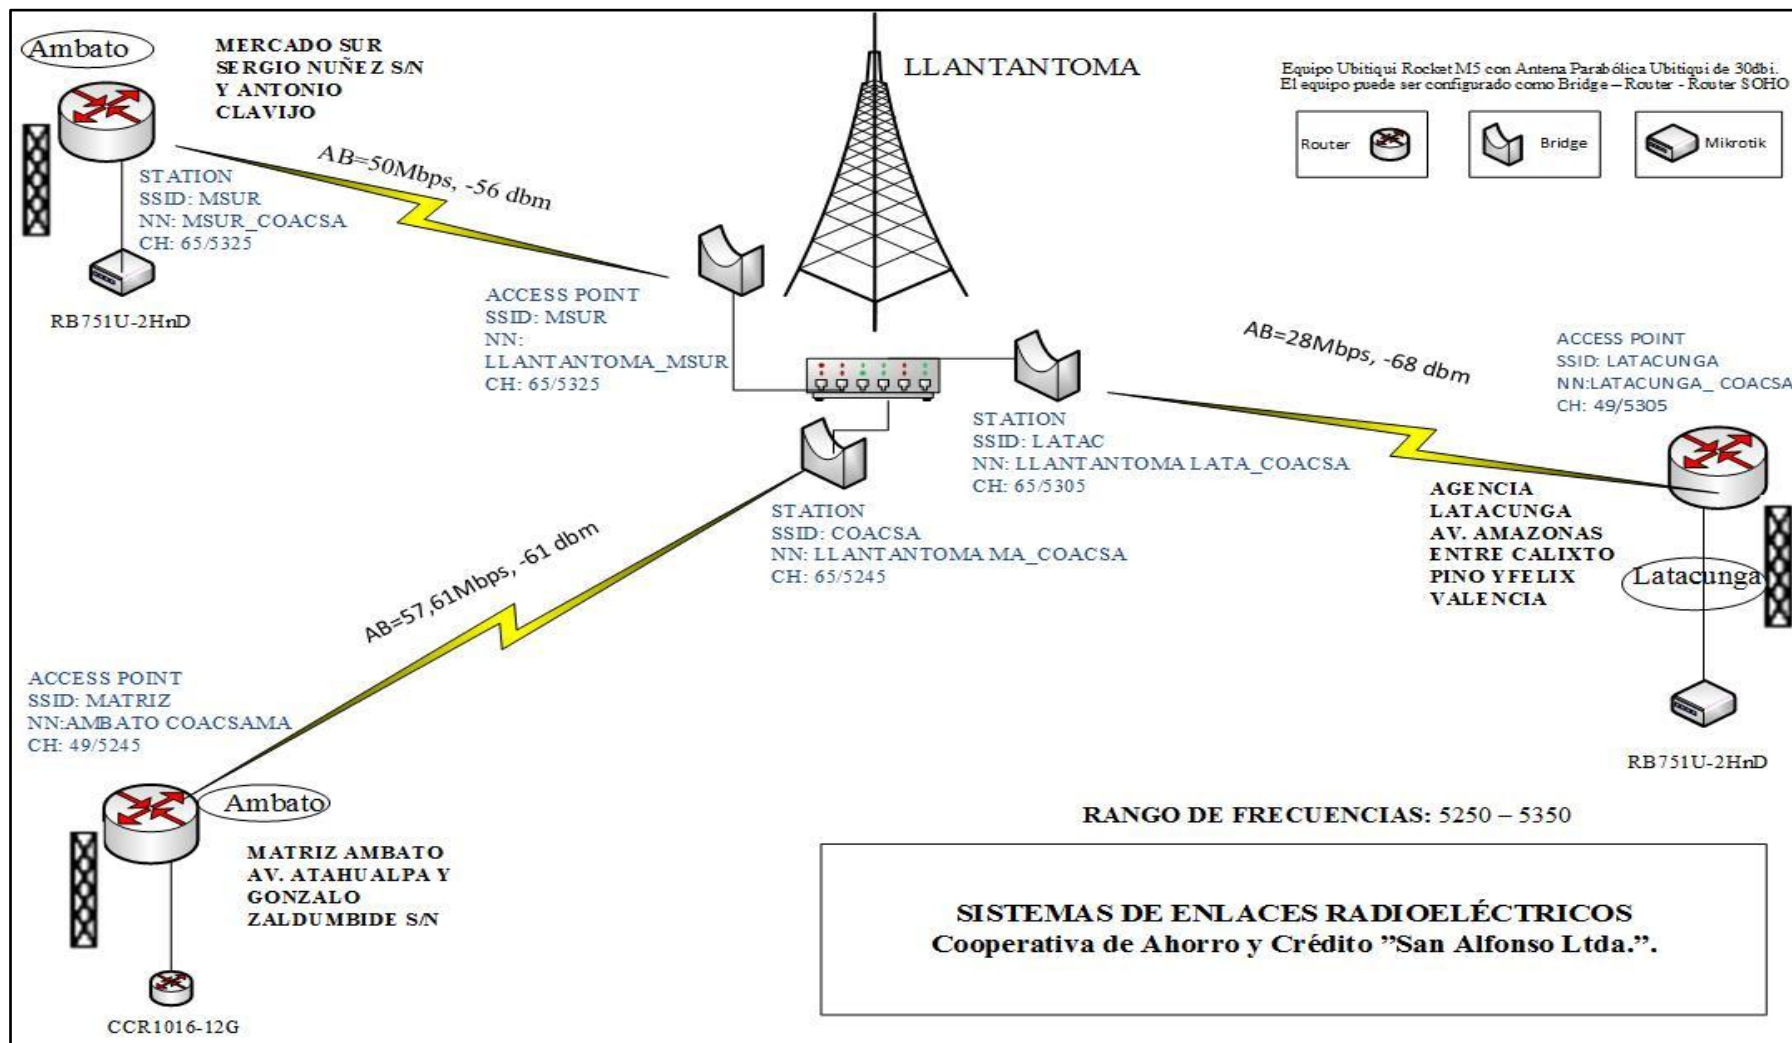 Ambato
MERCADO SUR
SERGIO NUÑEZ S/N
Y ANTONIO
CLAVIJO
LLANTANTOMA
Equipo Ubitiqui Rocket M5 con Antena Parabólica Ubitiqui de 30dbi.
El equipo puede ser configurado como Bridge – Router - Router SOHO
Router
Bridge
Mikrotik
AB=50Mbps, -56 dbm
STATION
SSID: MSUR
NN: MSUR_COACSA
CH: 65/5325
RB751U-2HnD
ACCESS POINT
SSID: MSUR
NN:
LLANTANTOMA_MSUR
CH: 65/5325
AB=28Mbps, -68 dbm
ACCESS POINT
SSID: LATACUNGA
NN:LATACUNGA_ COACSA
CH: 49/5305
STATION
SSID: LATAC
NN: LLANTANTOMA LATA_COACSA
CH: 65/5305
AGENCIA
LATACUNGA
AV. AMAZONAS
ENTRE CALIXTO
PINO YFELIX
VALENCIA
Latacunga
RB751U-2HnD
STATION
SSID: COACSA
NN: LLANTANTOMA MA_COACSA
CH: 65/5245
AB=57,61Mbps, -61 dbm
ACCESS POINT
SSID: MATRIZ
NN:AMBATO COACSAMA
CH: 49/5245
Ambato
MATRIZ AMBATO
AV. ATAHUALPA Y
GONZALO
ZALDUMBIDE S/N
CCR1016-12G
RANGO DE FRECUENCIAS: 5250 – 5350
SISTEMAS DE ENLACES RADIOELÉCTRICOS
Cooperativa de Ahorro y Crédito ”San Alfonso Ltda.”.